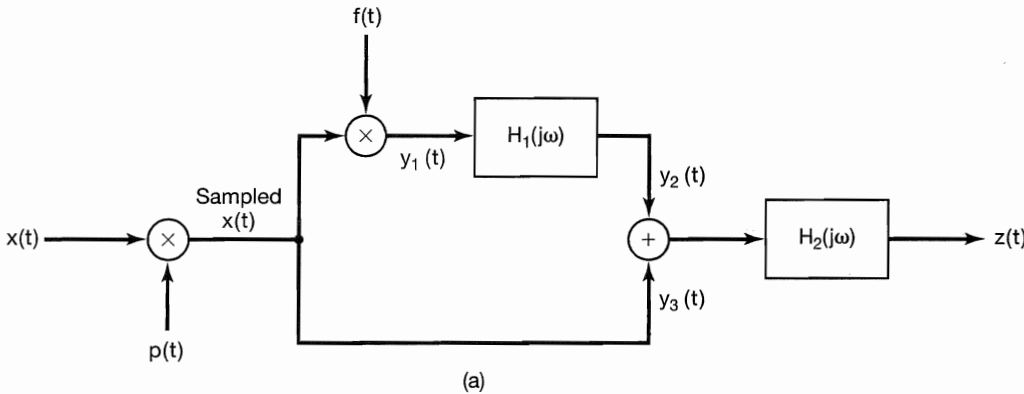 f(t)
×
y₁ (t)
H₁(jω)
y₂ (t)
Sampled
x(t)
x(t)
×
+
H₂(jω)
z(t)
y₃ (t)
p(t)
(a)